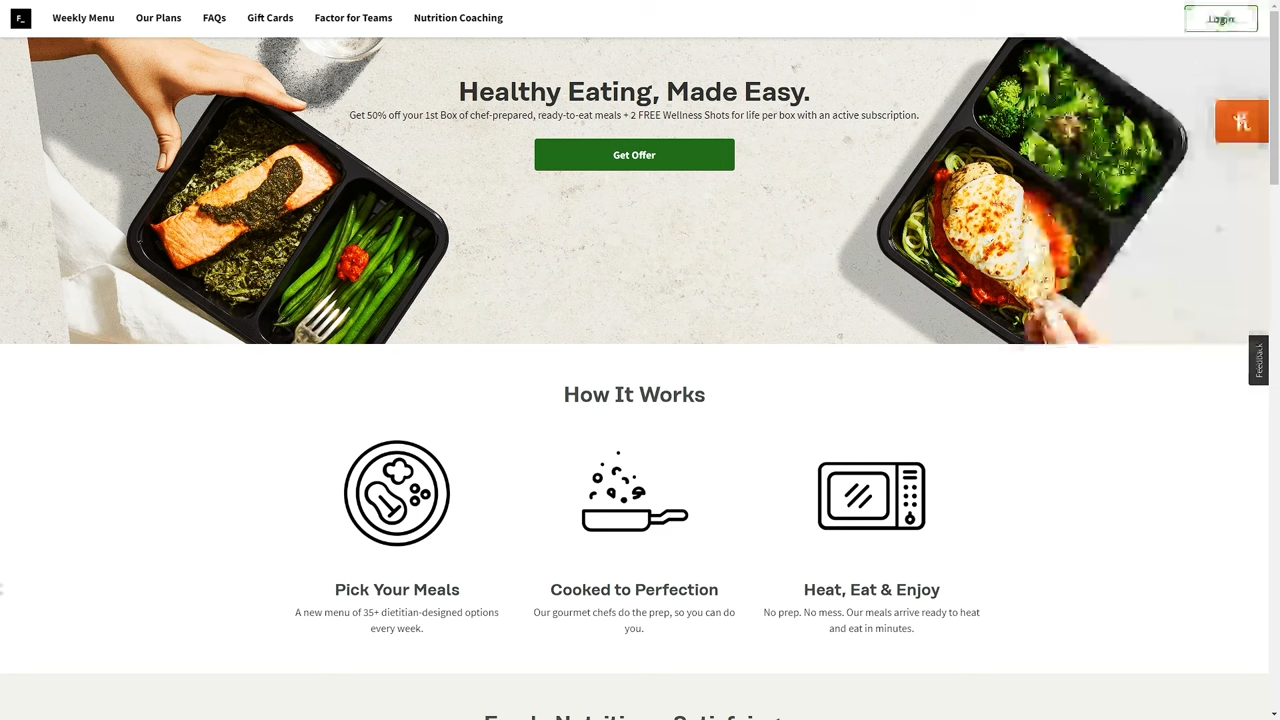 F_
Weekly Menu
Our Plans
FAQs
Gift Cards
Factor for Teams
Nutrition Coaching
Login
Healthy Eating, Made Easy.
Get 50% off your 1st Box of chef-prepared, ready-to-eat meals + 2 FREE Wellness Shots for life per box with an active subscription.
Get Offer
Feedback
How It Works
Pick Your Meals
A new menu of 35+ dietitian-designed options
every week.
Cooked to Perfection
Our gourmet chefs do the prep, so you can do
you.
Heat, Eat & Enjoy
No prep. No mess. Our meals arrive ready to heat
and eat in minutes.